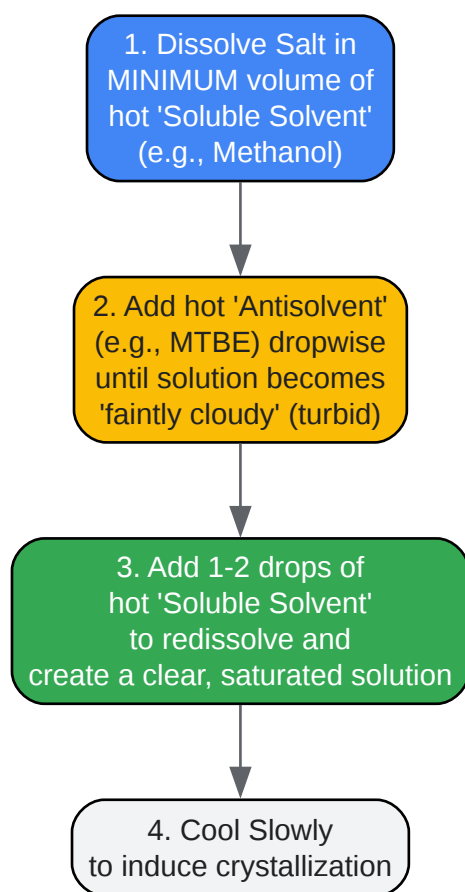 1. Dissolve Salt in
MINIMUM volume of
hot 'Soluble Solvent'
(e.g., Methanol)
2. Add hot 'Antisolvent'
(e.g., MTBE) dropwise
until solution becomes
'faintly cloudy' (turbid)
3. Add 1-2 drops of
hot 'Soluble Solvent'
to redissolve and
create a clear, saturated solution
4. Cool Slowly
to induce crystallization